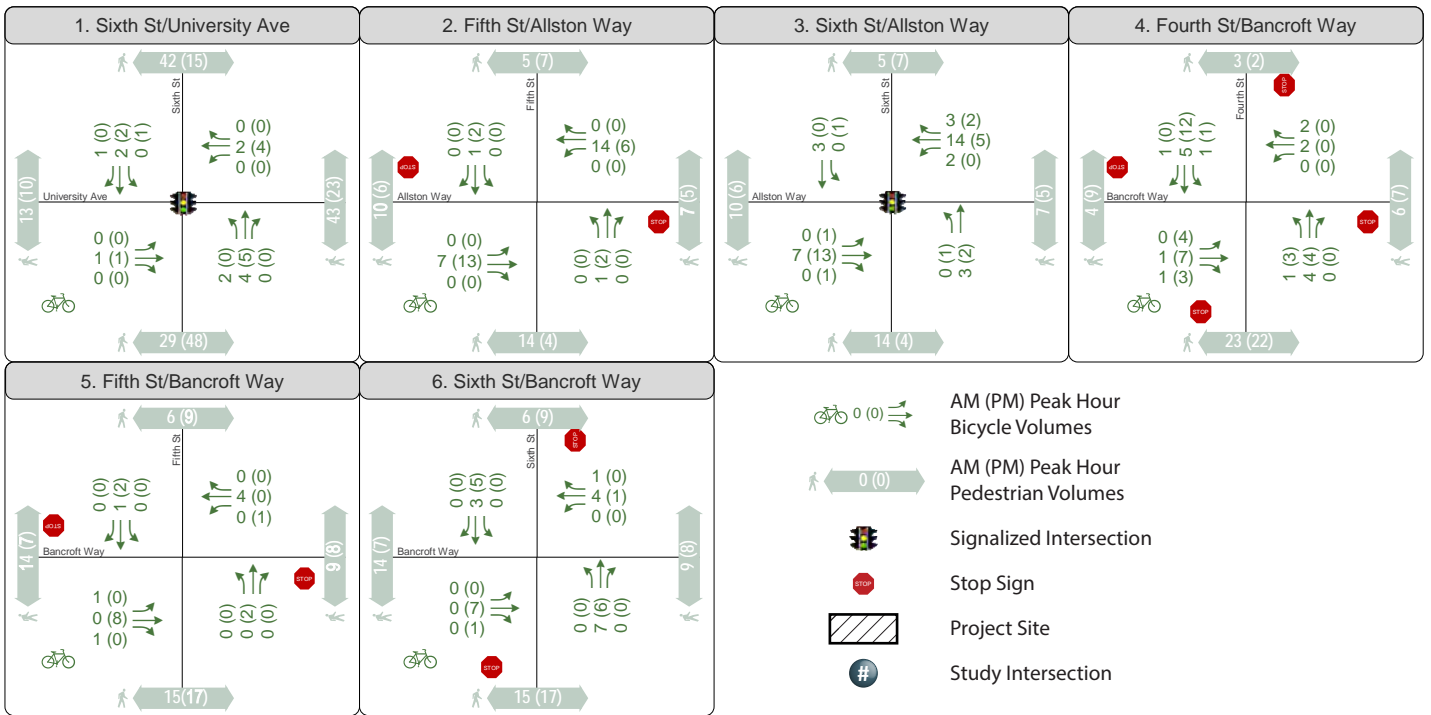 1. Sixth St/University Ave
42 (15)
Sixth St
1 (0)
2 (2)
0 (1)
0 (0)
2 (4)
0 (0)
13 (10)
University Ave
43 (23)
0 (0)
1 (1)
0 (0)
2 (0)
4 (5)
0 (0)
29 (48)
2. Fifth St/Allston Way
5 (7)
Fifth St
0 (0)
1 (2)
0 (0)
0 (0)
14 (6)
0 (0)
STOP
10 (6)
Allston Way
7 (5)
STOP
0 (0)
7 (13)
0 (0)
0 (0)
1 (2)
0 (0)
14 (4)
3. Sixth St/Allston Way
5 (7)
Sixth St
3 (0)
0 (1)
3 (2)
14 (5)
2 (0)
10 (6)
Allston Way
7 (5)
0 (1)
7 (13)
0 (1)
0 (1)
3 (2)
14 (4)
4. Fourth St/Bancroft Way
3 (2)
STOP
Fourth St
1 (0)
5 (12)
1 (1)
2 (0)
2 (0)
0 (0)
STOP
4 (9)
Bancroft Way
6 (7)
STOP
0 (4)
1 (7)
1 (3)
1 (3)
4 (4)
0 (0)
STOP
23 (22)
5. Fifth St/Bancroft Way
6 (9)
Fifth St
0 (0)
1 (2)
0 (0)
0 (0)
4 (0)
0 (1)
STOP
14 (7)
Bancroft Way
9 (8)
STOP
1 (0)
0 (8)
1 (0)
0 (0)
0 (2)
0 (0)
15(17)
6. Sixth St/Bancroft Way
6 (9)
STOP
Sixth St
0 (0)
3 (5)
0 (0)
1 (0)
4 (1)
0 (0)
14 (7)
Bancroft Way
9 (8)
0 (0)
0 (7)
0 (1)
0 (0)
7 (6)
0 (0)
STOP
15 (17)
0 (0)
AM (PM) Peak Hour
Bicycle Volumes
0 (0)
AM (PM) Peak Hour
Pedestrian Volumes
Signalized Intersection
STOP
Stop Sign
Project Site
#
Study Intersection